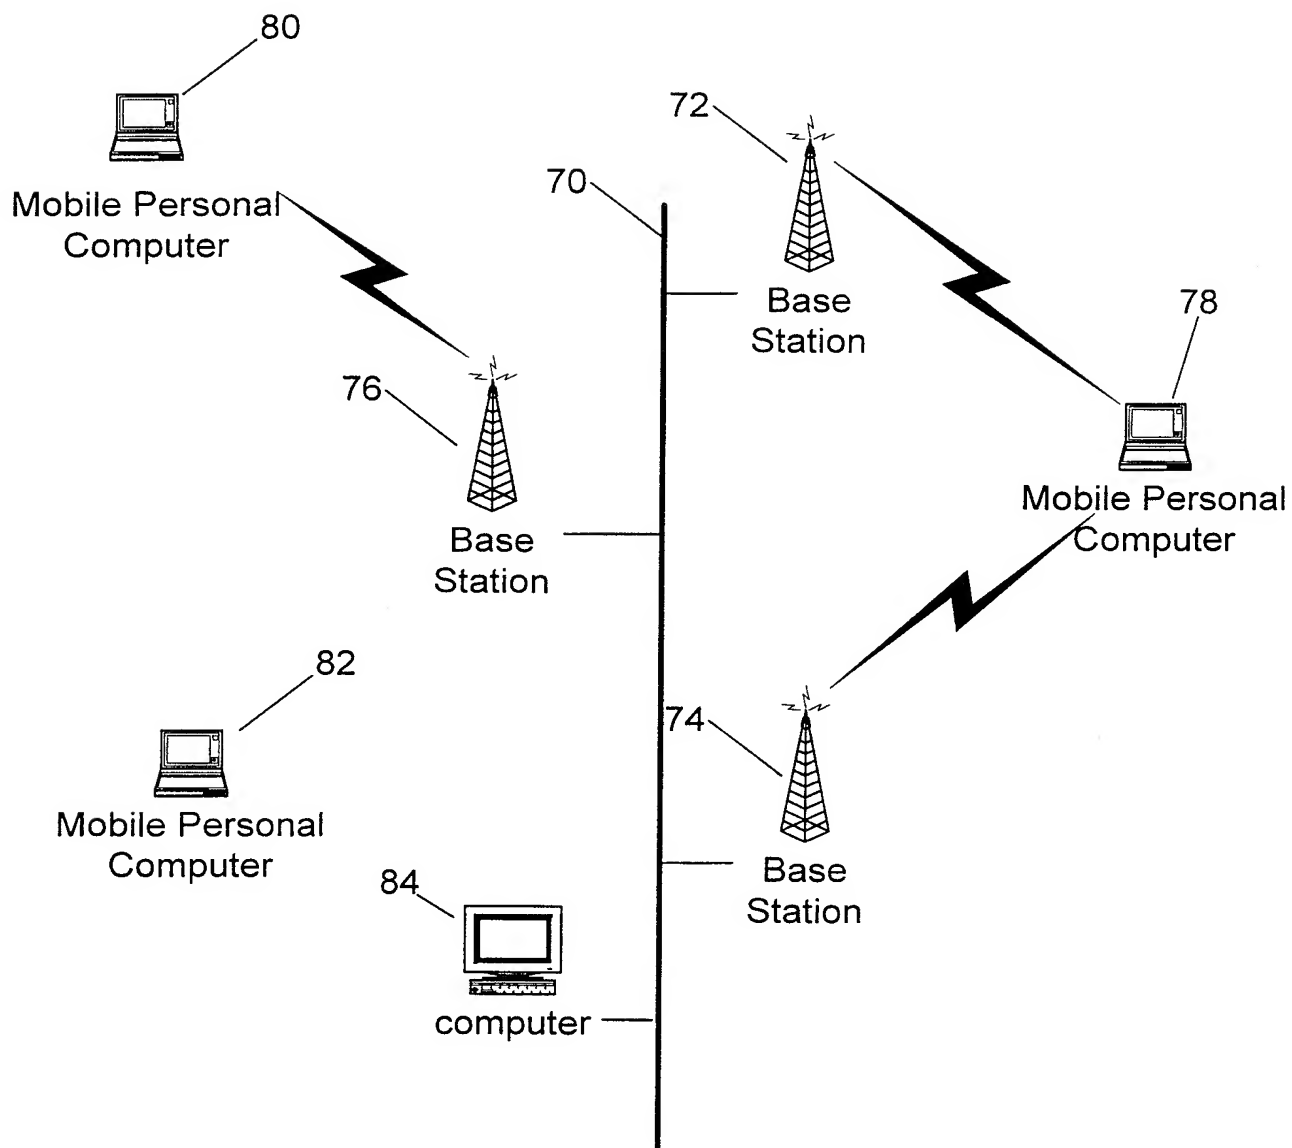 80
Mobile Personal
Computer
72
70
Base
Station
78
Mobile Personal
Computer
76
Base
Station
82
Mobile Personal
Computer
74
Base
Station
84
computer